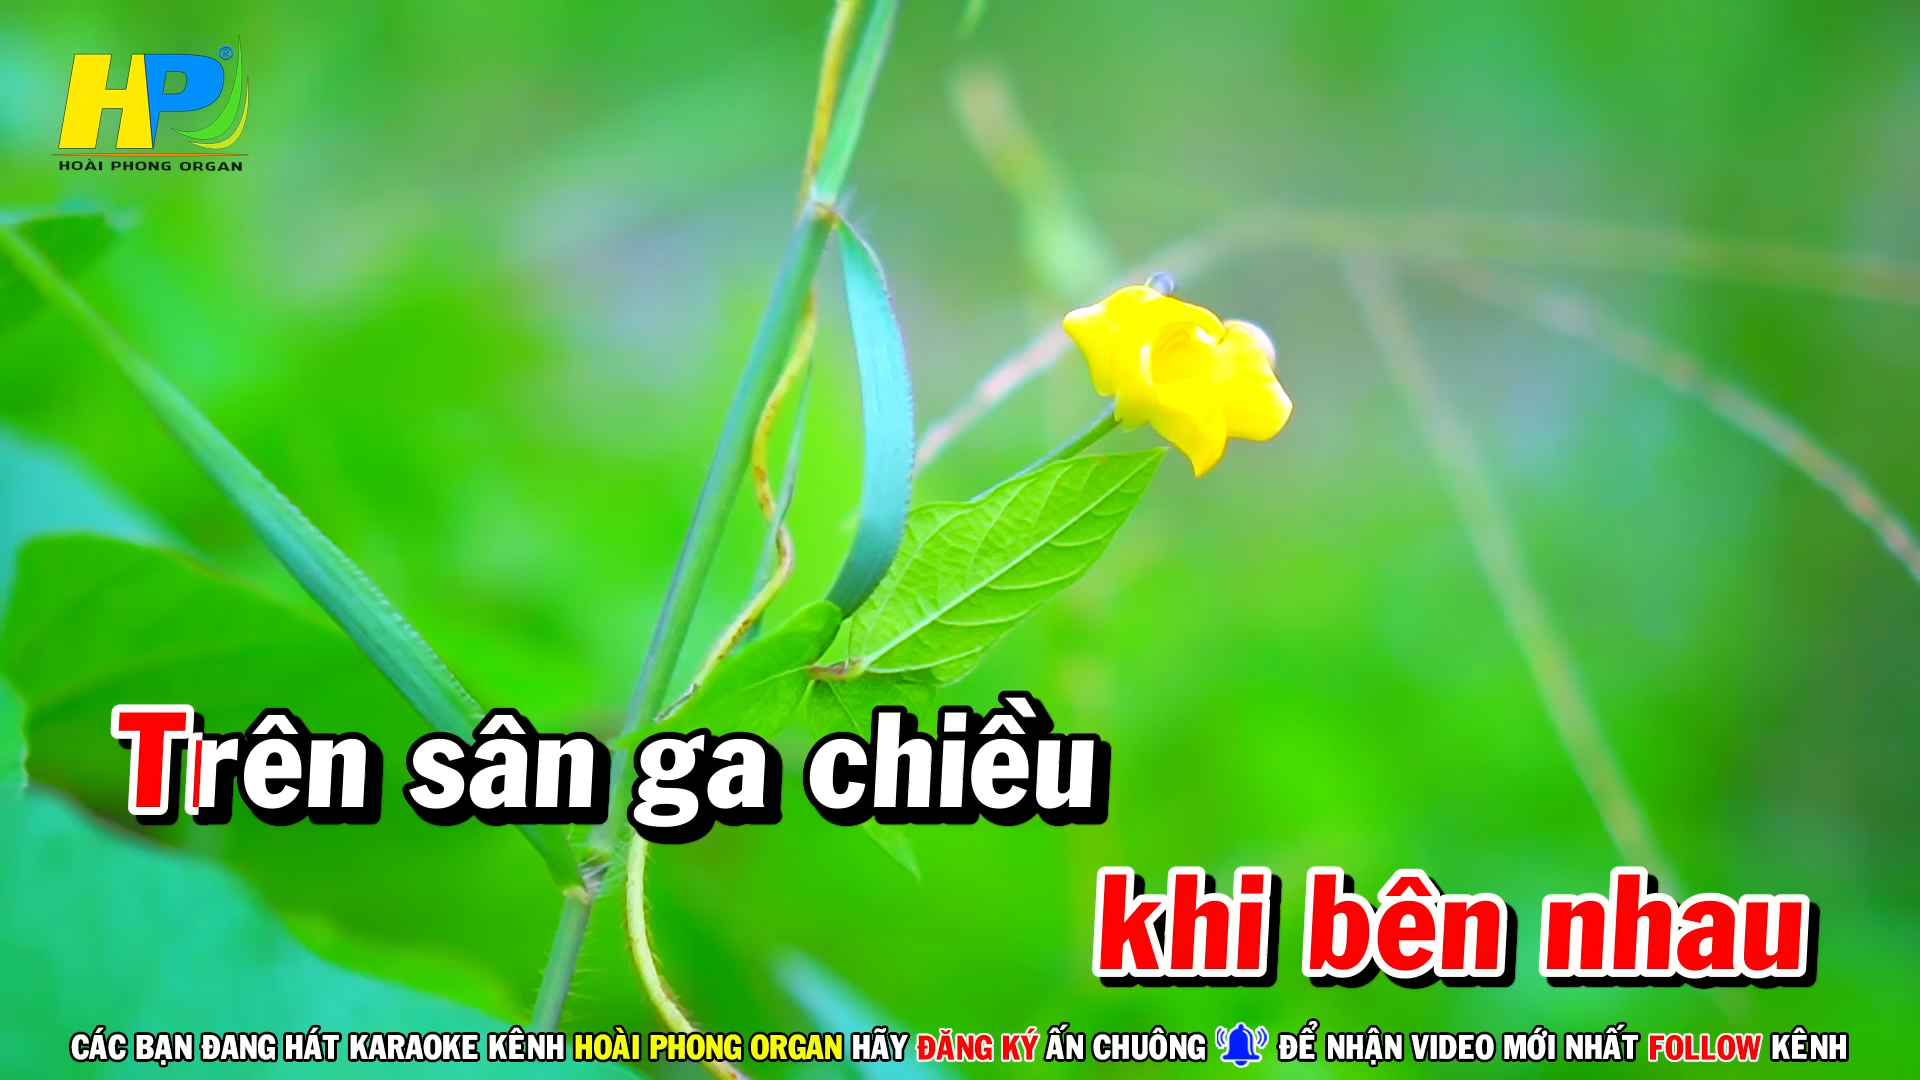 HP®
HOÀI PHONG ORGAN
Trên sân ga chiều
khi bên nhau
CÁC BẠN ĐANG HÁT KARAOKE KÊNH HOÀI PHONG ORGAN HÃY ĐĂNG KÝ ẤN CHUÔNG ĐỂ NHẬN VIDEO MỚI NHẤT FOLLOW KÊNH